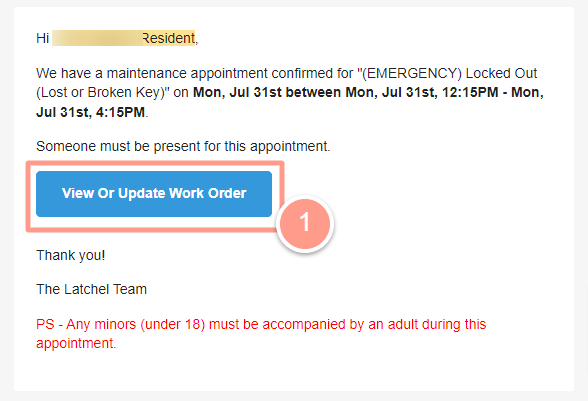 Hi Resident,
We have a maintenance appointment confirmed for "(EMERGENCY) Locked Out
(Lost or Broken Key)" on Mon, Jul 31st between Mon, Jul 31st, 12:15PM - Mon,
Jul 31st, 4:15PM.
Someone must be present for this appointment.
View Or Update Work Order
1
Thank you!
The Latchel Team
PS - Any minors (under 18) must be accompanied by an adult during this
appointment.